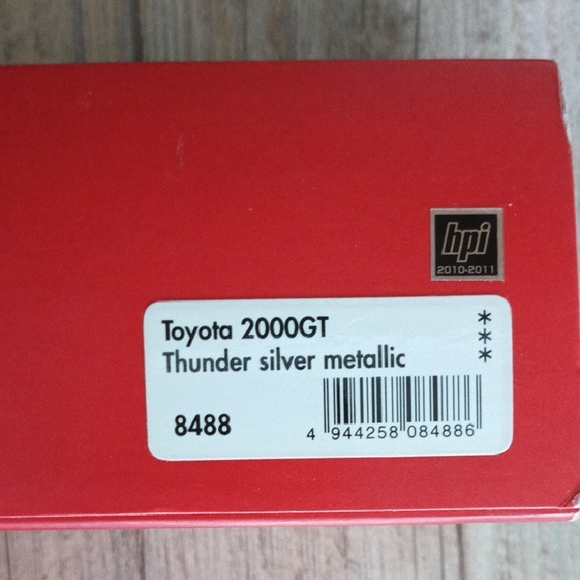 hpi
2010-2011
Toyota 2000GT
Thunder silver metallic
***
8488
4 944258 084886